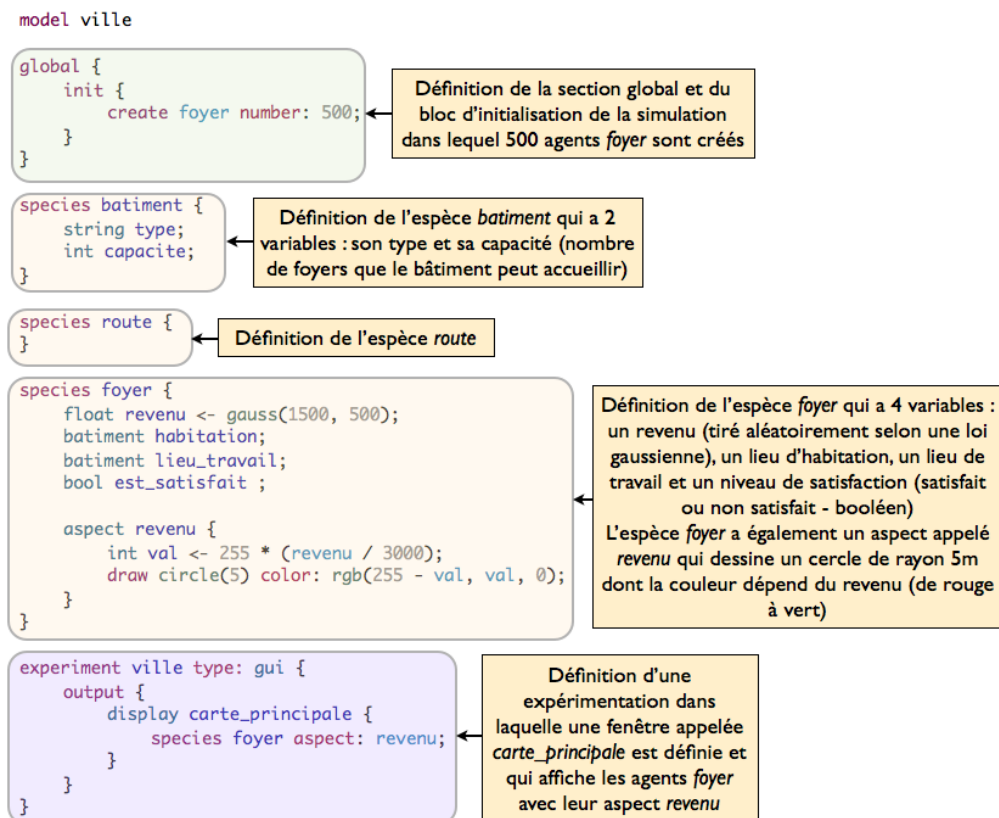 model ville
global {
init {
create foyer number: 500;
}
}
Définition de la section global et du
bloc d'initialisation de la simulation
dans lequel 500 agents foyer sont créés
species batiment {
string type;
int capacite;
}
Définition de l'espèce batiment qui a 2
variables : son type et sa capacité (nombre
de foyers que le bâtiment peut accueillir)
species route {
}
Définition de l'espèce route
species foyer {
float revenu <- gauss(1500, 500);
batiment habitation;
batiment lieu_travail;
bool est_satisfait ;
aspect revenu {
int val <- 255 * (revenu / 3000);
draw circle(5) color: rgb(255 - val, val, 0);
}
}
Définition de l'espèce foyer qui a 4 variables :
un revenu (tiré aléatoirement selon une loi
gaussienne), un lieu d'habitation, un lieu de
travail et un niveau de satisfaction (satisfait
ou non satisfait - booléen)
L'espèce foyer a également un aspect appelé
revenu qui dessine un cercle de rayon 5m
dont la couleur dépend du revenu (de rouge
à vert)
experiment ville type: gui {
output {
display carte_principale {
species foyer aspect: revenu;
}
}
}
Définition d'une
expérimentation dans
laquelle une fenêtre appelée
carte_principale est définie et
qui affiche les agents foyer
avec leur aspect revenu